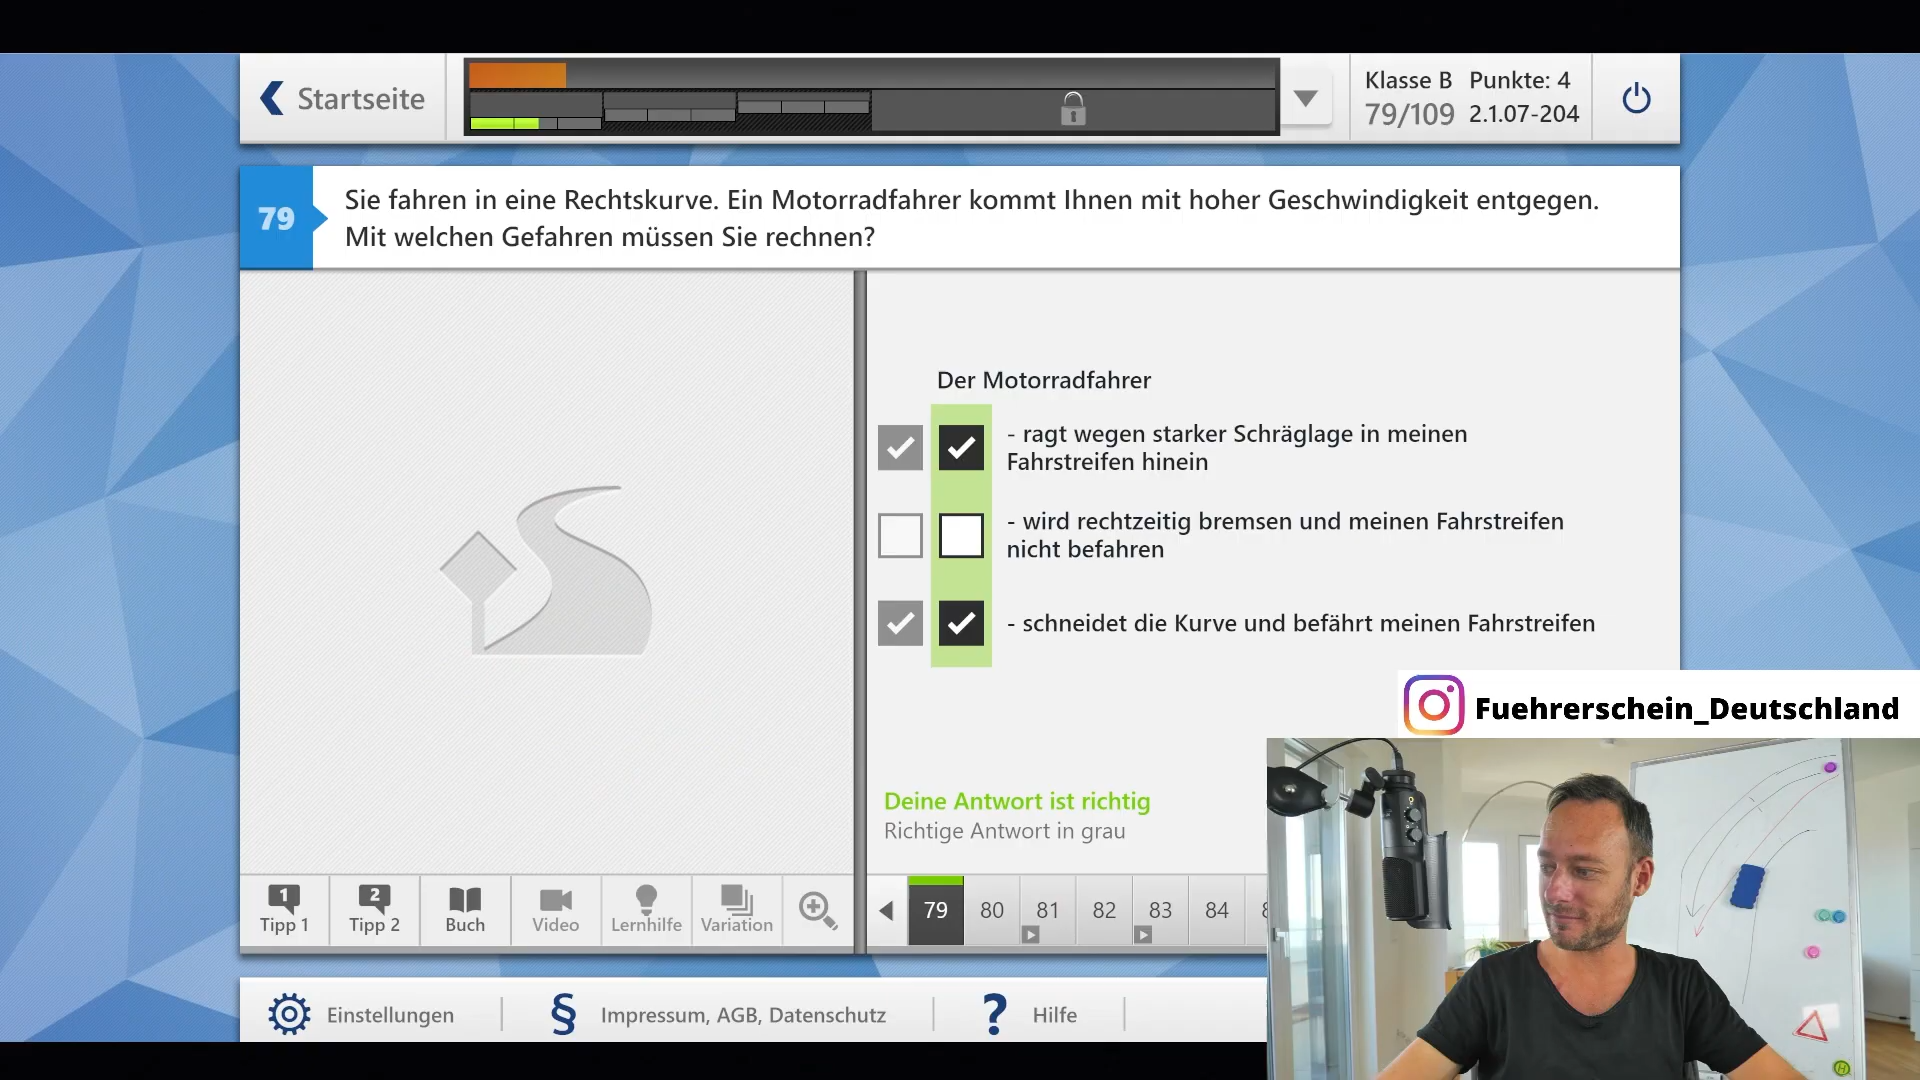 Startseite
Klasse B Punkte: 4
79/109 2.1.07-204
79
Sie fahren in eine Rechtskurve. Ein Motorradfahrer kommt Ihnen mit hoher Geschwindigkeit entgegen.
Mit welchen Gefahren müssen Sie rechnen?
Der Motorradfahrer
- ragt wegen starker Schräglage in meinen
Fahrstreifen hinein
- wird rechtzeitig bremsen und meinen Fahrstreifen
nicht befahren
- schneidet die Kurve und befährt meinen Fahrstreifen
Fuehrerschein_Deutschland
Deine Antwort ist richtig
Richtige Antwort in grau
1 2
Tipp 1 Tipp 2 Buch Video Lernhilfe Variation
79 80 81 82 83 84
Einstellungen § Impressum, AGB, Datenschutz ? Hilfe
H